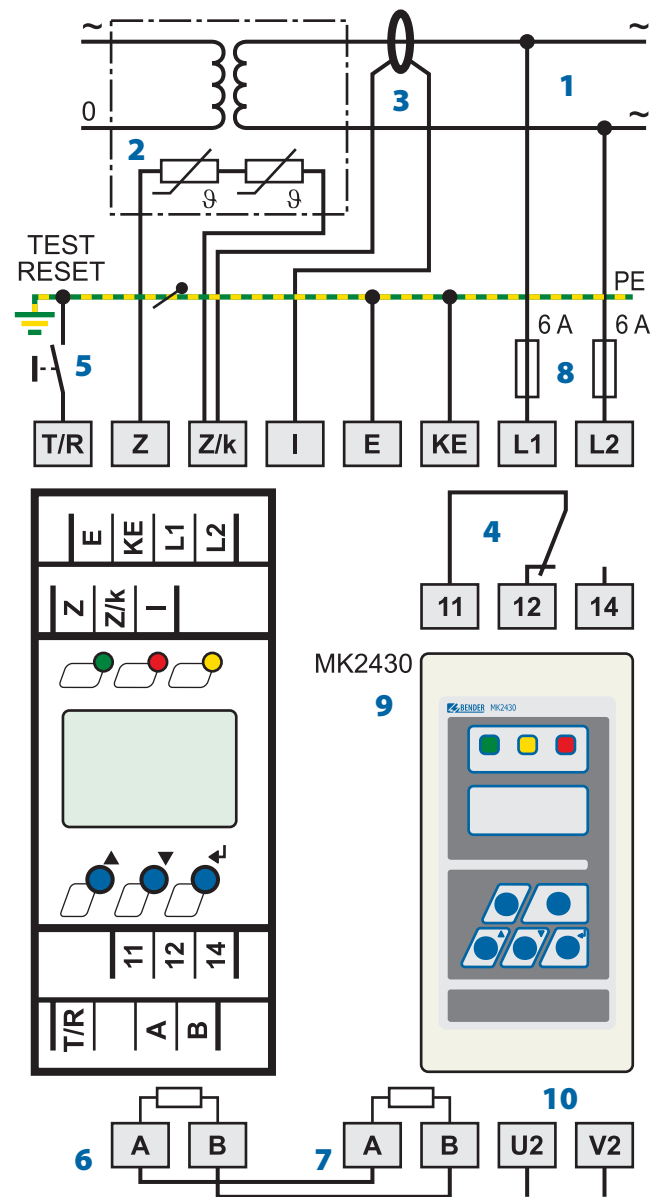 ~ ~
3 1
0 ~
2
ϑ ϑ
TEST
RESET
PE
6 A 6 A
5 8
T/R Z Z/k I E KE L1 L2
E KE L1 L2
4
Z Z/k I
11 12 14
MK2430
9
BENDER MK2430
▲ ▼ ↵
▲ ▼ ↵
11 12 14
T/R A B
10
6 A B 7 A B U2 V2